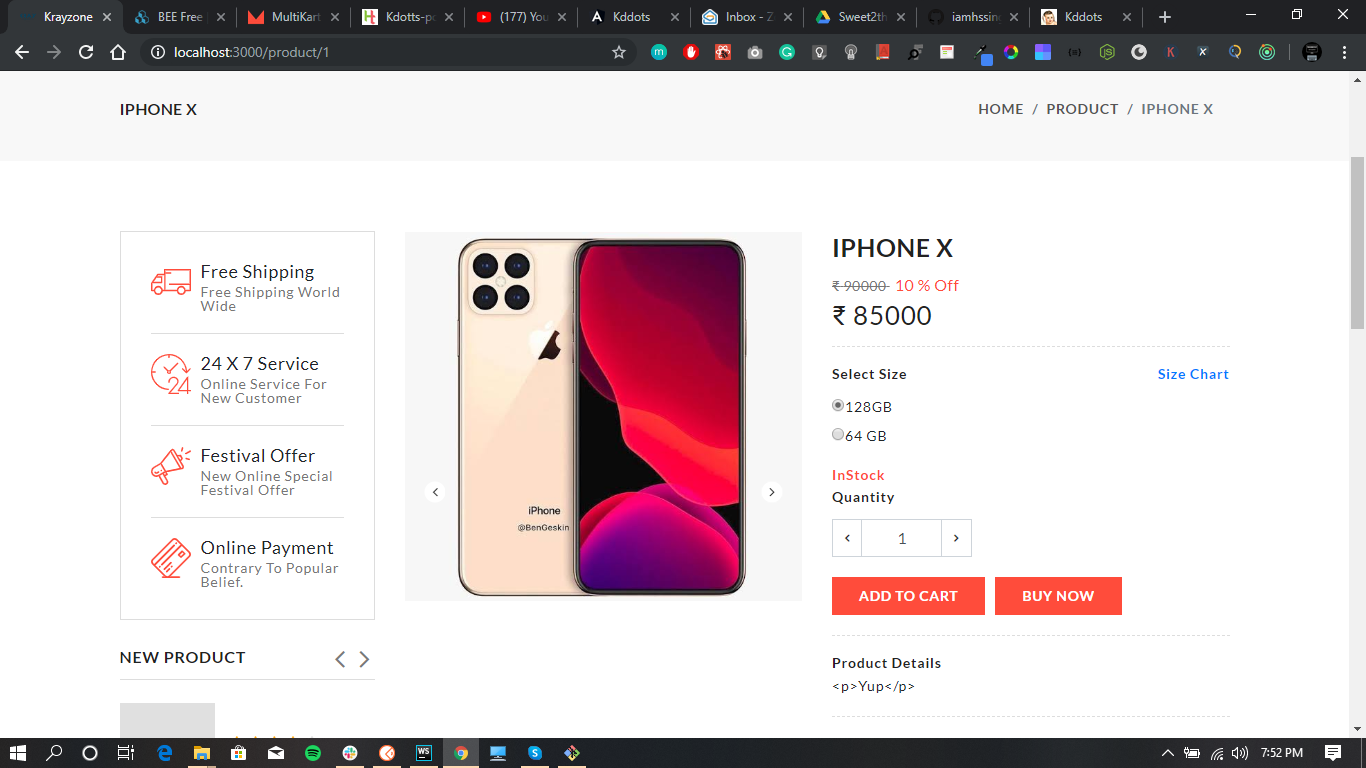 Krayzone
BEE Free
MultiKart
Kdotts-po
(177) You
Kddots
Inbox - Z
Sweet2th
iamhssing
Kddots
localhost:3000/product/1
IPHONE X
HOME / PRODUCT / IPHONE X
Free Shipping
Free Shipping World
Wide
24 X 7 Service
Online Service For
New Customer
24
Festival Offer
New Online Special
Festival Offer
Online Payment
Contrary To Popular
Belief.
NEW PRODUCT
iPhone
@BenGeskin
IPHONE X
₹ 90000 10 % Off
₹ 85000
Select Size
Size Chart
128GB
64 GB
InStock
Quantity
1
ADD TO CART
BUY NOW
Product Details
<p>Yup</p>
WS
7:52 PM